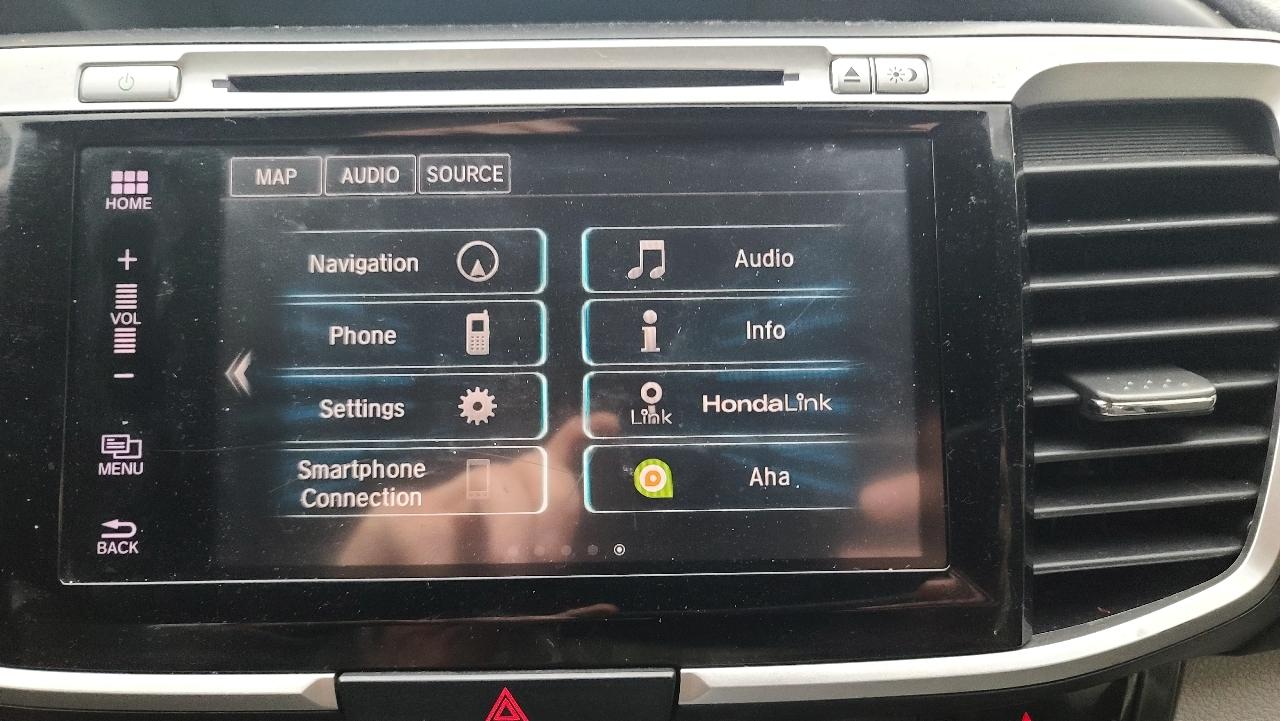 HOME
MAP AUDIO SOURCE
+
VOL
−
MENU
BACK
Navigation
Audio
Phone
Info
Settings
Link HondaLink
Smartphone
Connection
Aha